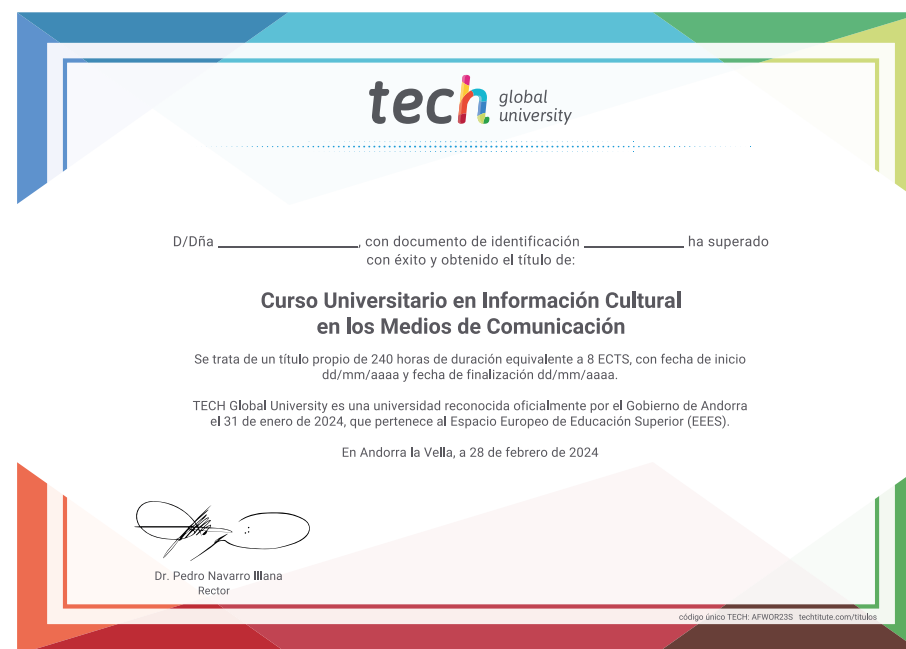 tech global university
D/Dña ____________, con documento de identificación ____________ ha superado
con éxito y obtenido el título de:
Curso Universitario en Información Cultural
en los Medios de Comunicación
Se trata de un título propio de 240 horas de duración equivalente a 8 ECTS, con fecha de inicio
dd/mm/aaaa y fecha de finalización dd/mm/aaaa.
TECH Global University es una universidad reconocida oficialmente por el Gobierno de Andorra
el 31 de enero de 2024, que pertenece al Espacio Europeo de Educación Superior (EEES).
En Andorra la Vella, a 28 de febrero de 2024
Dr. Pedro Navarro Illana
Rector
código único TECH: AFWOR23S techtitute.com/titulos